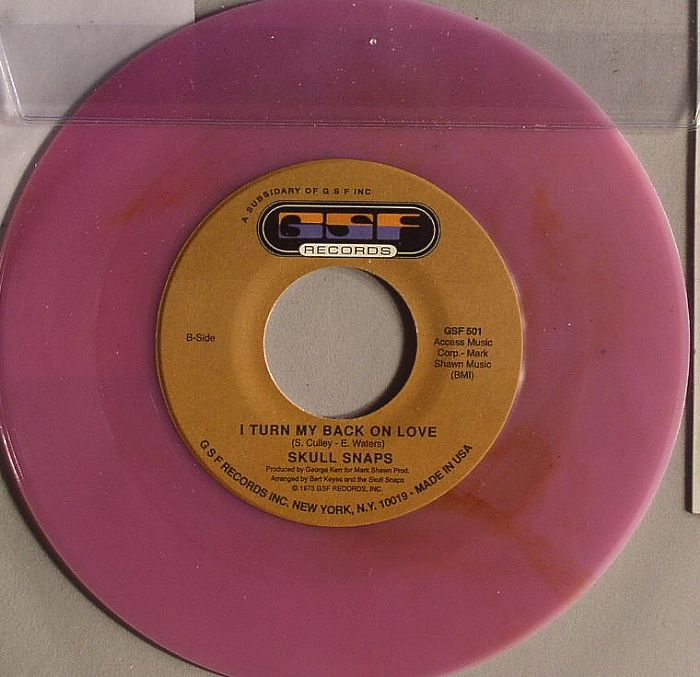 A SUBSIDARY OF G S F INC
GSF
RECORDS
B-Side
GSF 501
Access Music
Corp.- Mark
Shawn Music
(BMI)
I TURN MY BACK ON LOVE
(S. Culley - E. Waters)
SKULL SNAPS
Produced by George Kerr for Mark Shawn Prod.
Arranged by Bert Keyes and the Skull Snaps
© 1973 GSF RECORDS, INC.
G S F RECORDS INC. NEW YORK, N.Y. 10019 • MADE IN USA